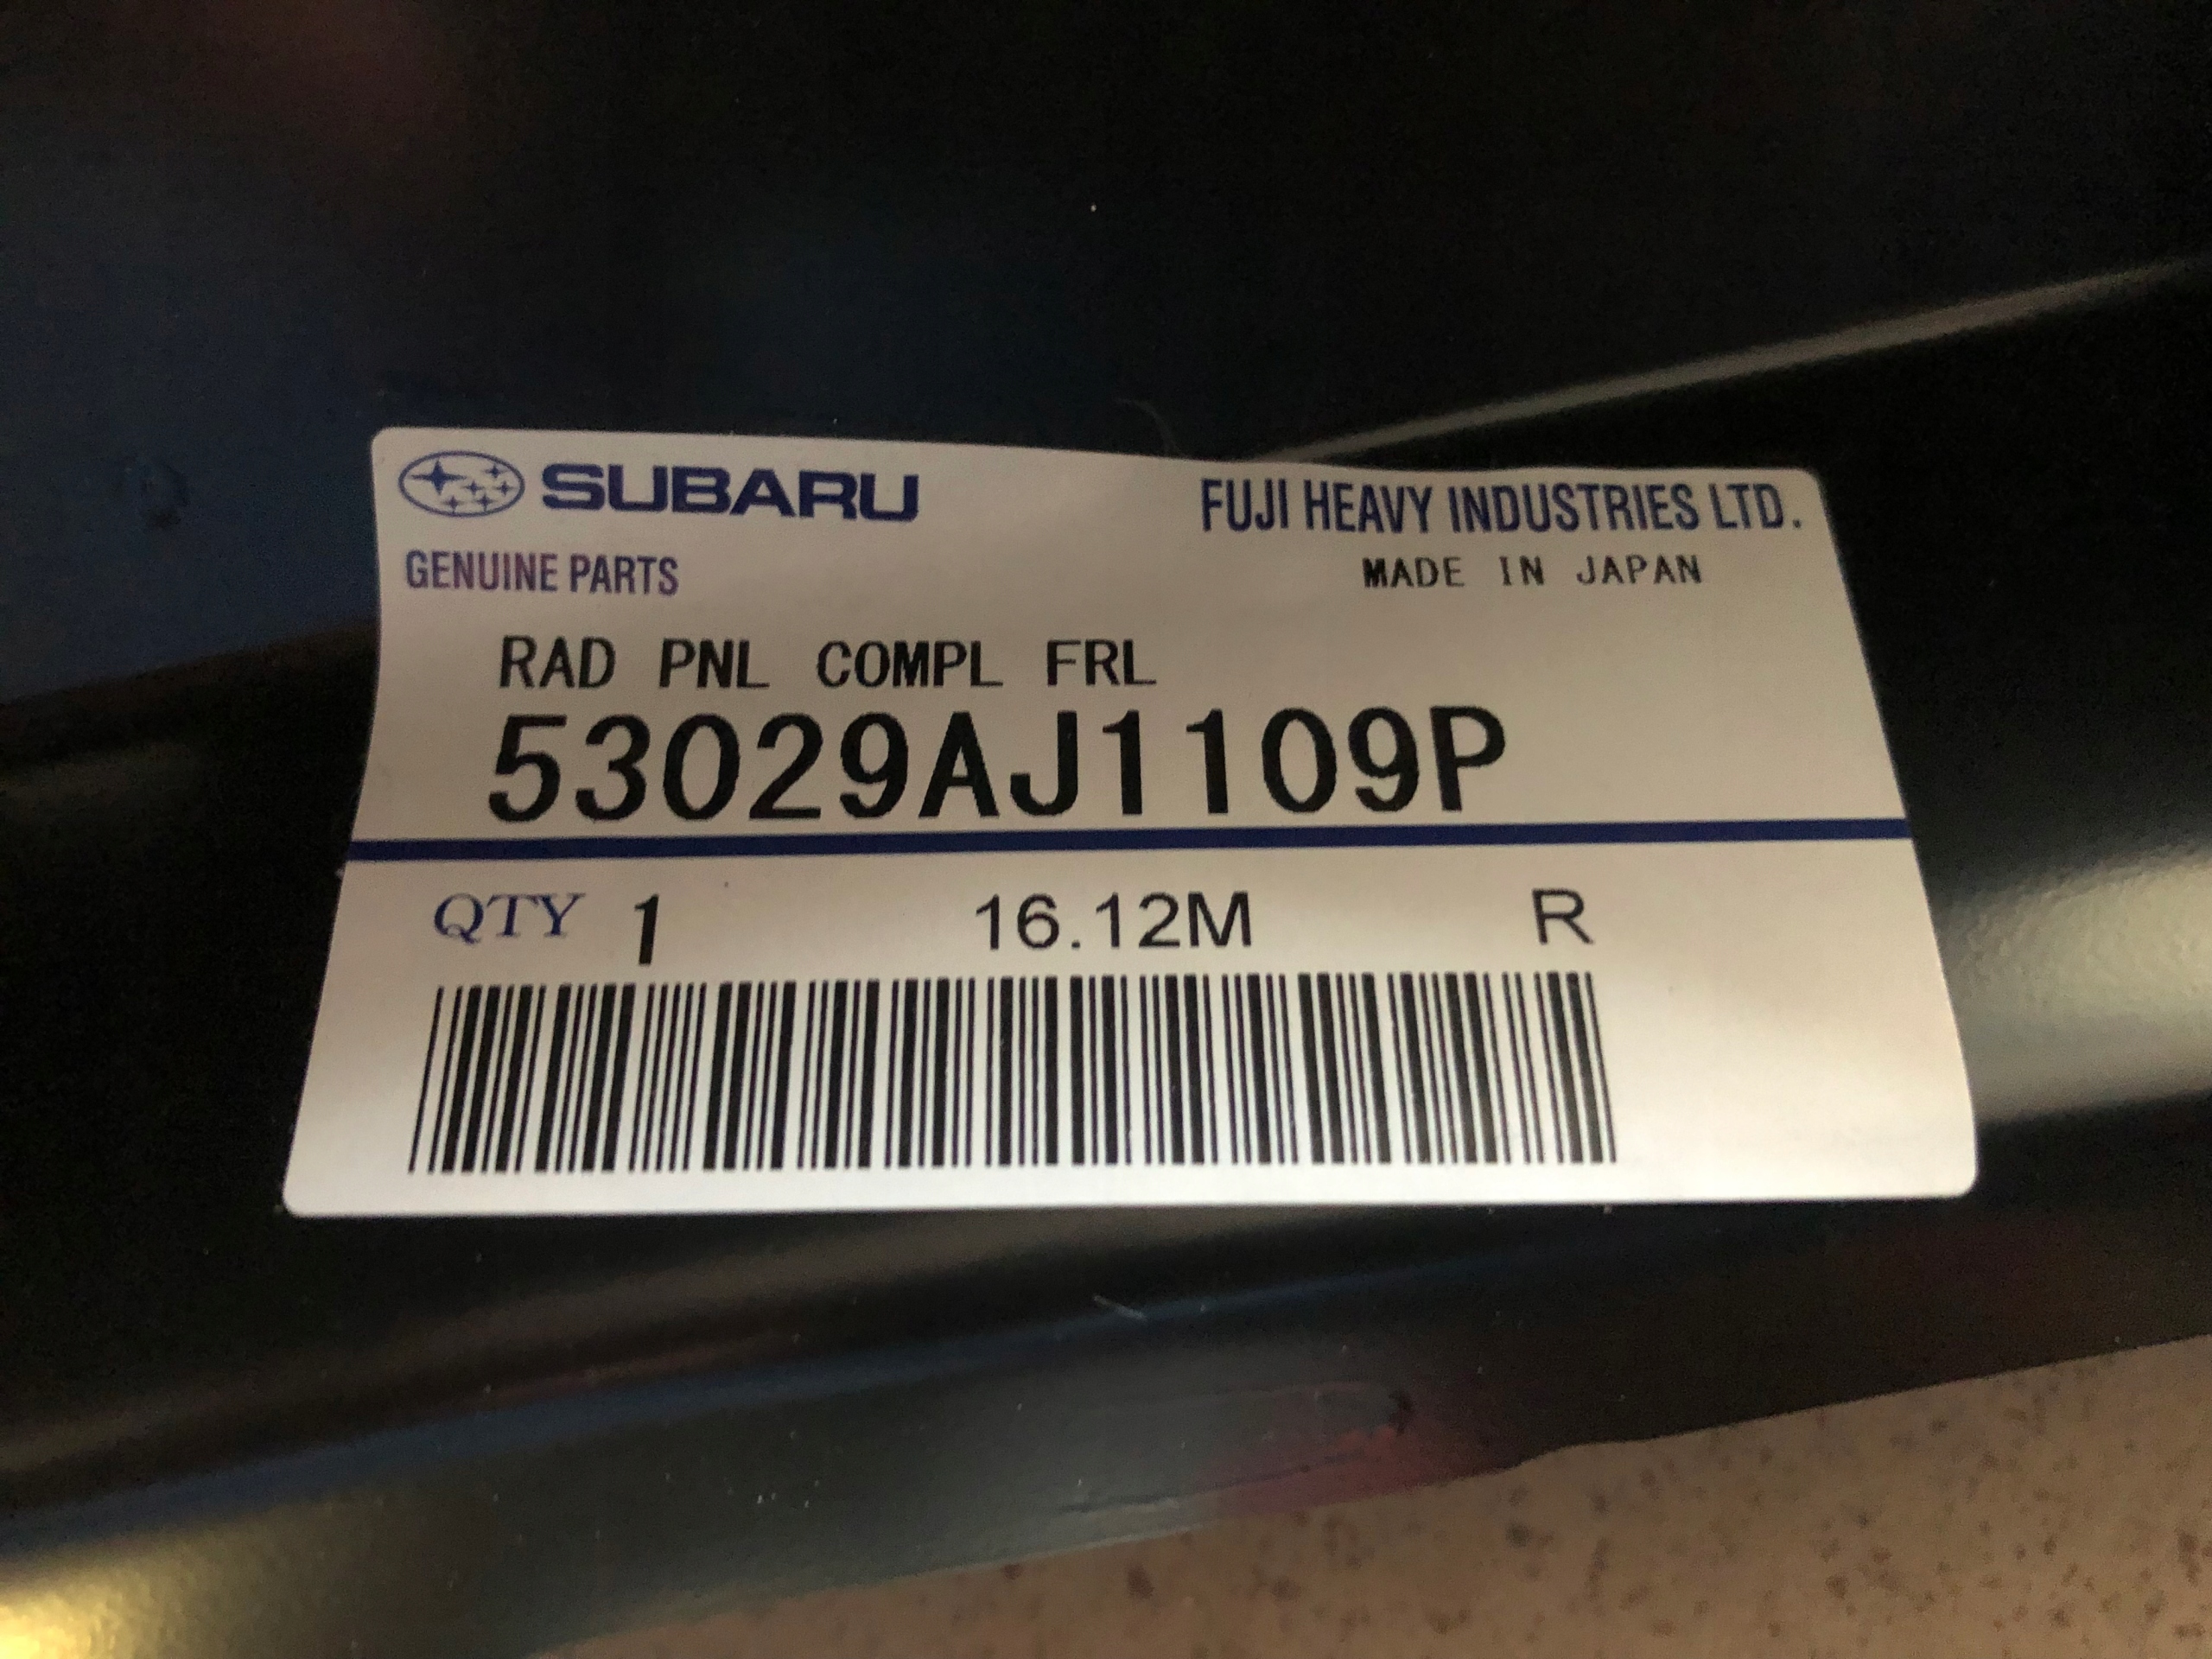 SUBARU
FUJI HEAVY INDUSTRIES LTD.
GENUINE PARTS
MADE IN JAPAN
RAD PNL COMPL FRL
53029AJ1109P
QTY 1 16.12M R